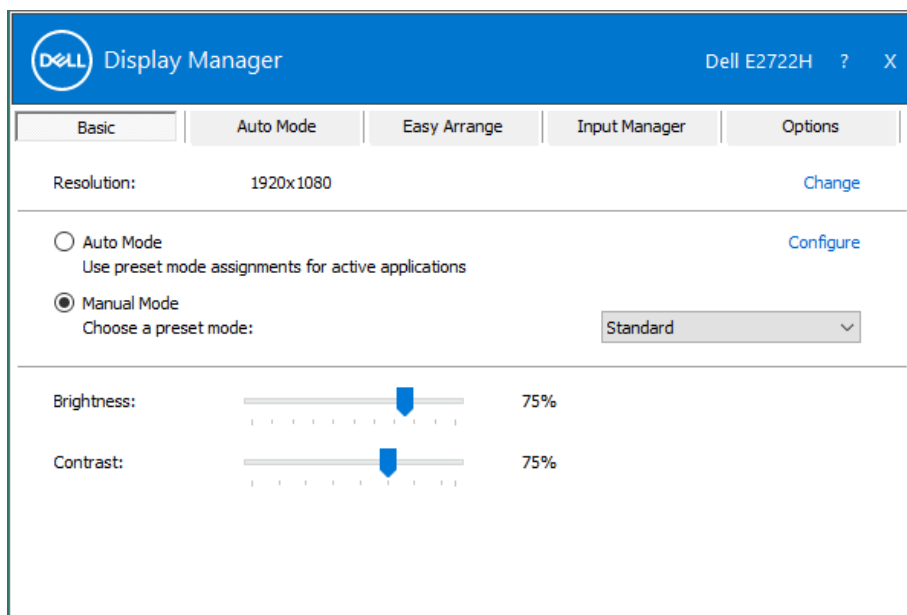 DELL Display Manager Dell E2722H ? X
Basic Auto Mode Easy Arrange Input Manager Options
Resolution: 1920x1080 Change
Auto Mode Configure
Use preset mode assignments for active applications
Manual Mode
Choose a preset mode: Standard
Brightness: 75%
Contrast: 75%